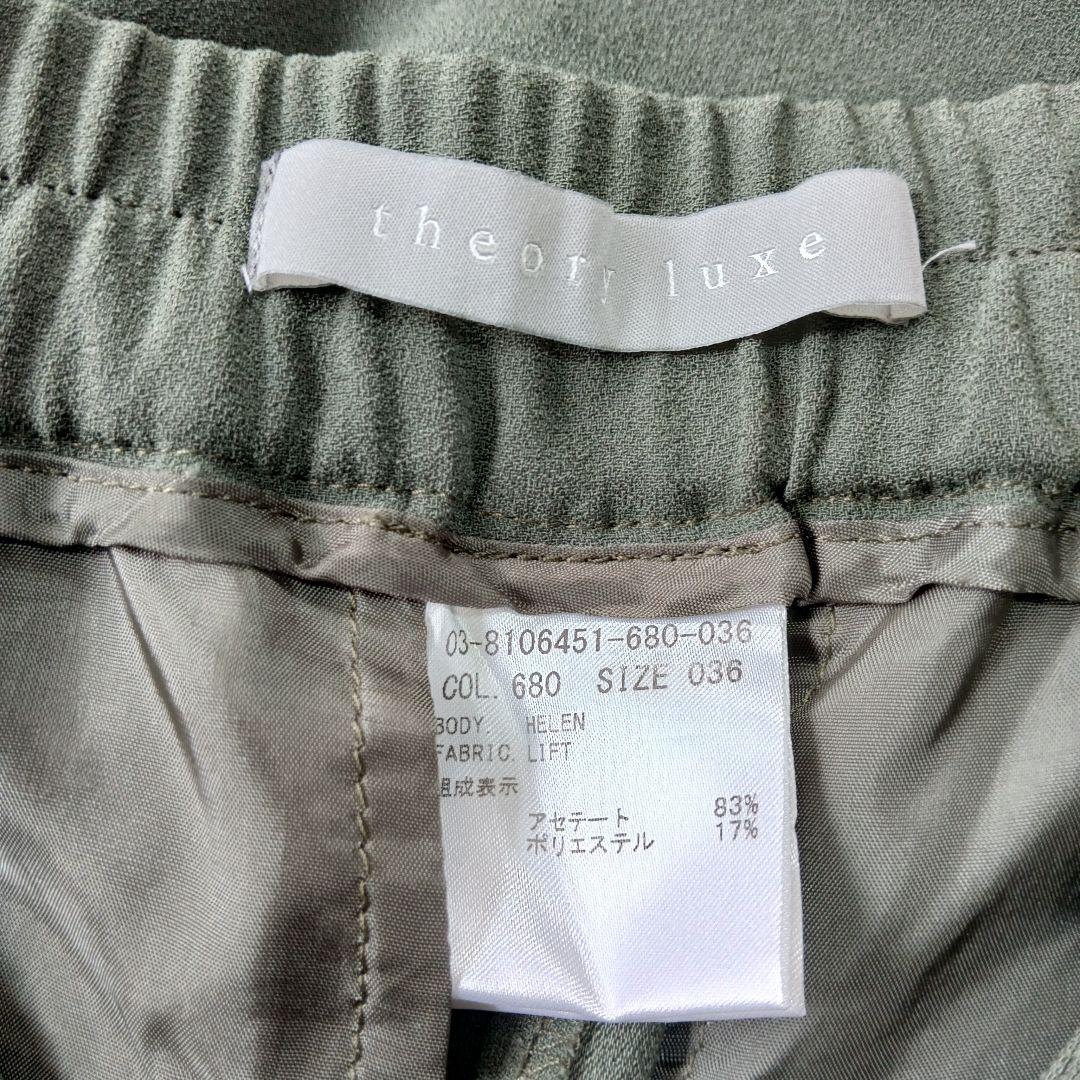 theory luxe
03-8106451-680-036
COL. 680 SIZE 036
BODY. HELEN
FABRIC. LIFT
組成表示
アセテート 83%
ポリエステル 17%